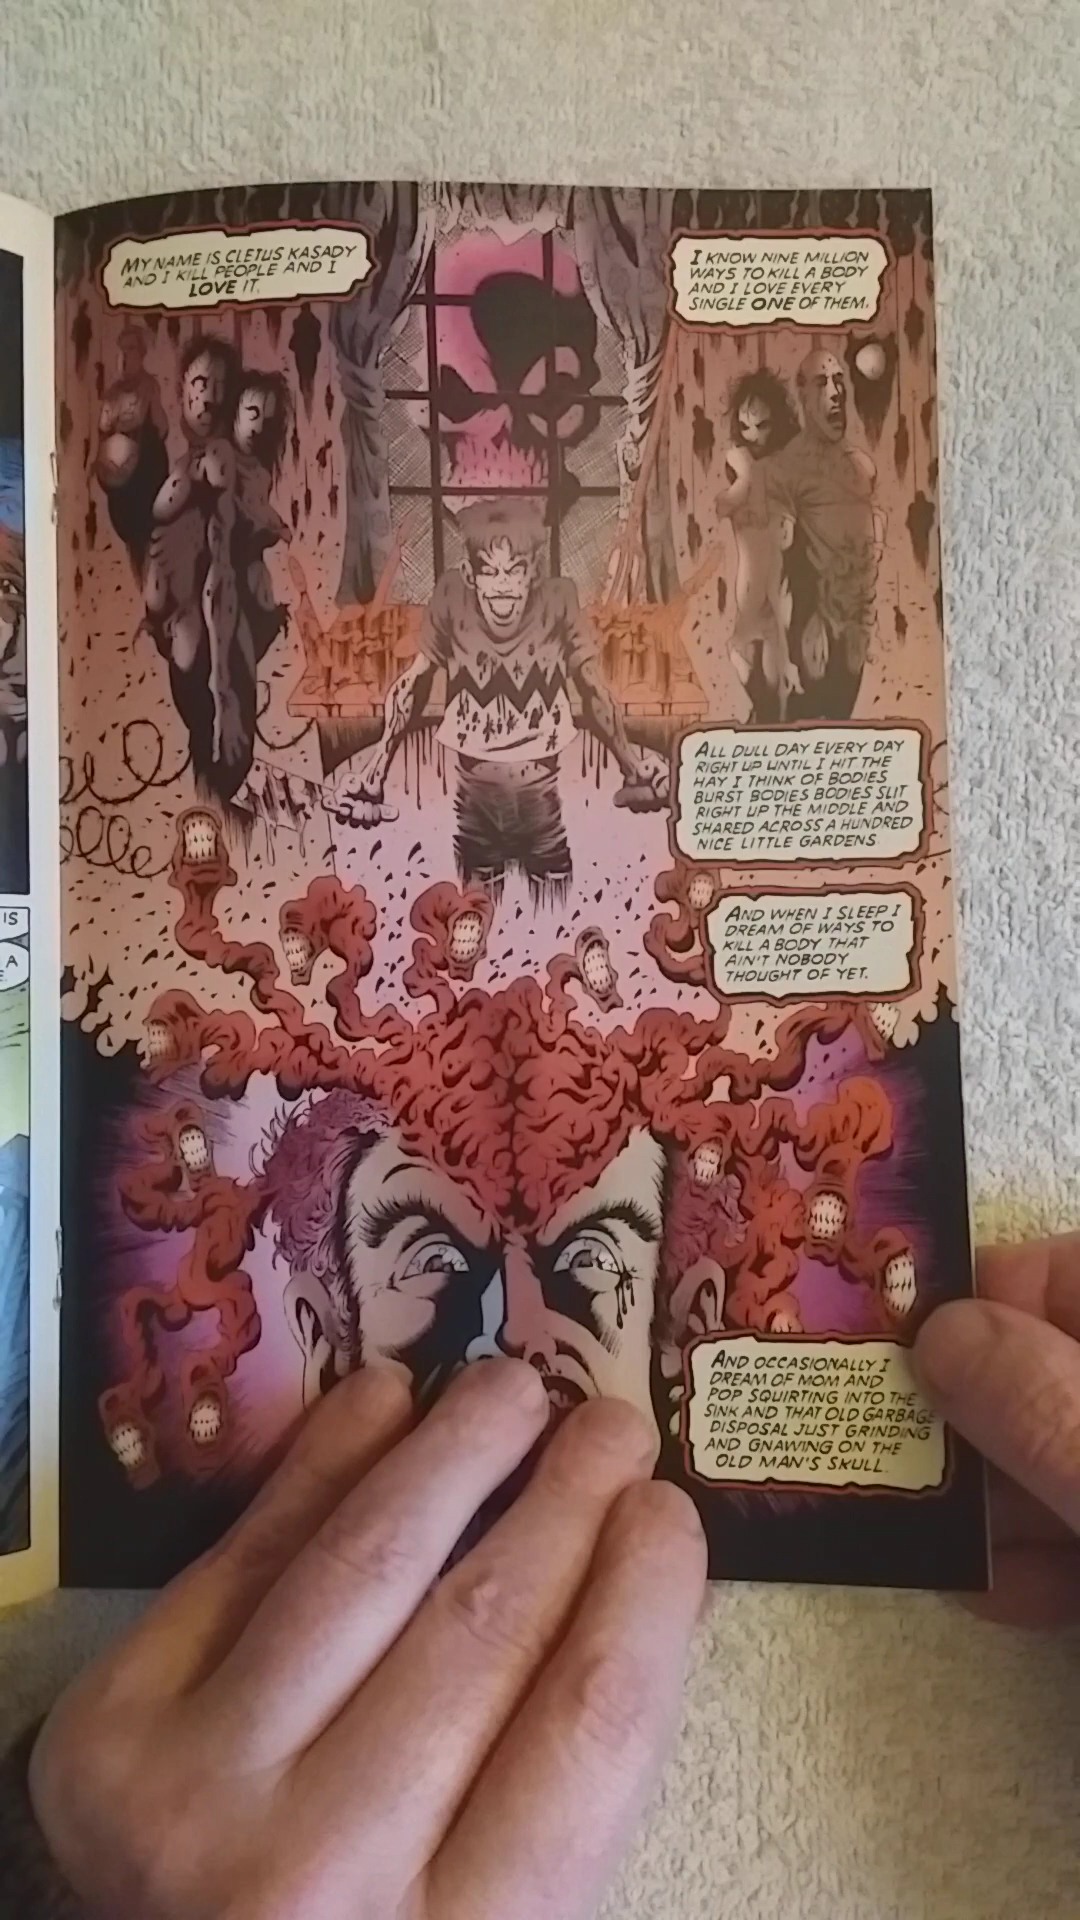 MY NAME IS CLETUS KASADY
AND I KILL PEOPLE AND I
LOVE IT.
I KNOW NINE MILLION
WAYS TO KILL A BODY
AND I LOVE EVERY
SINGLE ONE OF THEM.
ALL DULL DAY EVERY DAY
RIGHT UP UNTIL I HIT THE
HAY I THINK OF BODIES
BURST BODIES BODIES SLIT
RIGHT UP THE MIDDLE AND
SHARED ACROSS A HUNDRED
NICE LITTLE GARDENS.
AND WHEN I SLEEP I
DREAM OF WAYS TO
KILL A BODY THAT
AIN'T NOBODY
THOUGHT OF YET.
AND OCCASIONALLY I
DREAM OF MOM AND
POP SQUIRTING INTO THE
SINK AND THAT OLD GARBAGE
DISPOSAL JUST GRINDING
AND GNAWING ON THE
OLD MAN'S SKULL.
IS
A